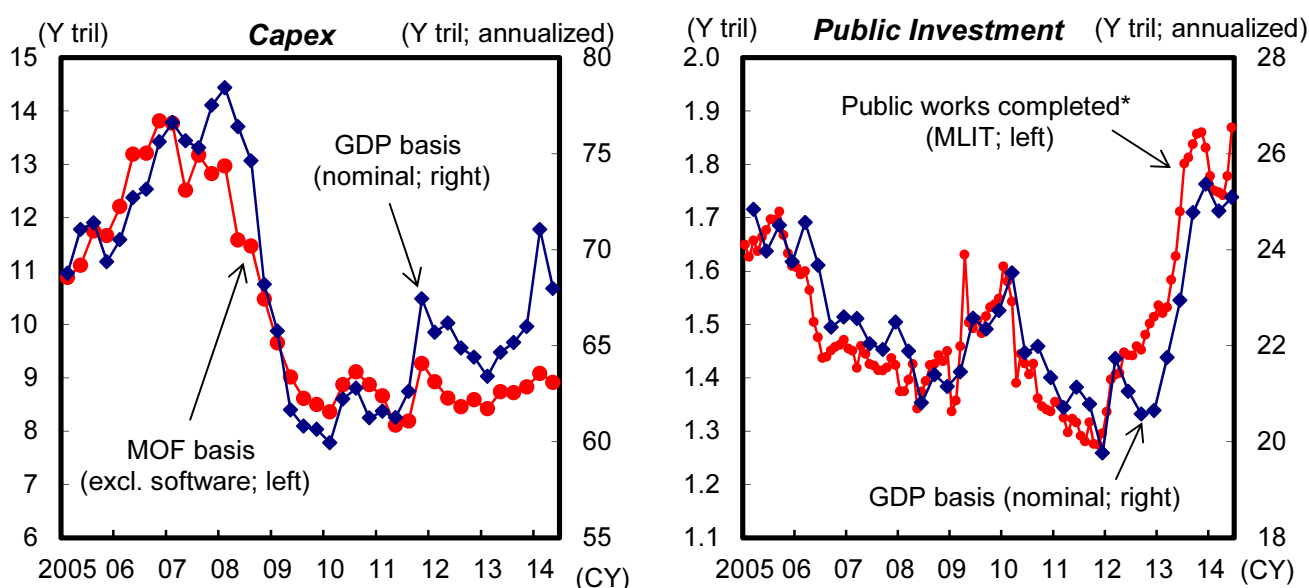 Capex
(Y tril)
(Y tril; annualized)
15
14
13
12
11
10
9
8
7
6
80
75
70
65
60
55
GDP basis
(nominal; right)
MOF basis
(excl. software; left)
2005 06 07 08 09 10 11 12 13 14
(CY)
Public Investment
(Y tril)
(Y tril; annualized)
2.0
1.9
1.8
1.7
1.6
1.5
1.4
1.3
1.2
1.1
28
26
24
22
20
18
Public works completed*
(MLIT; left)
GDP basis (nominal; right)
2005 06 07 08 09 10 11 12 13 14
(CY)